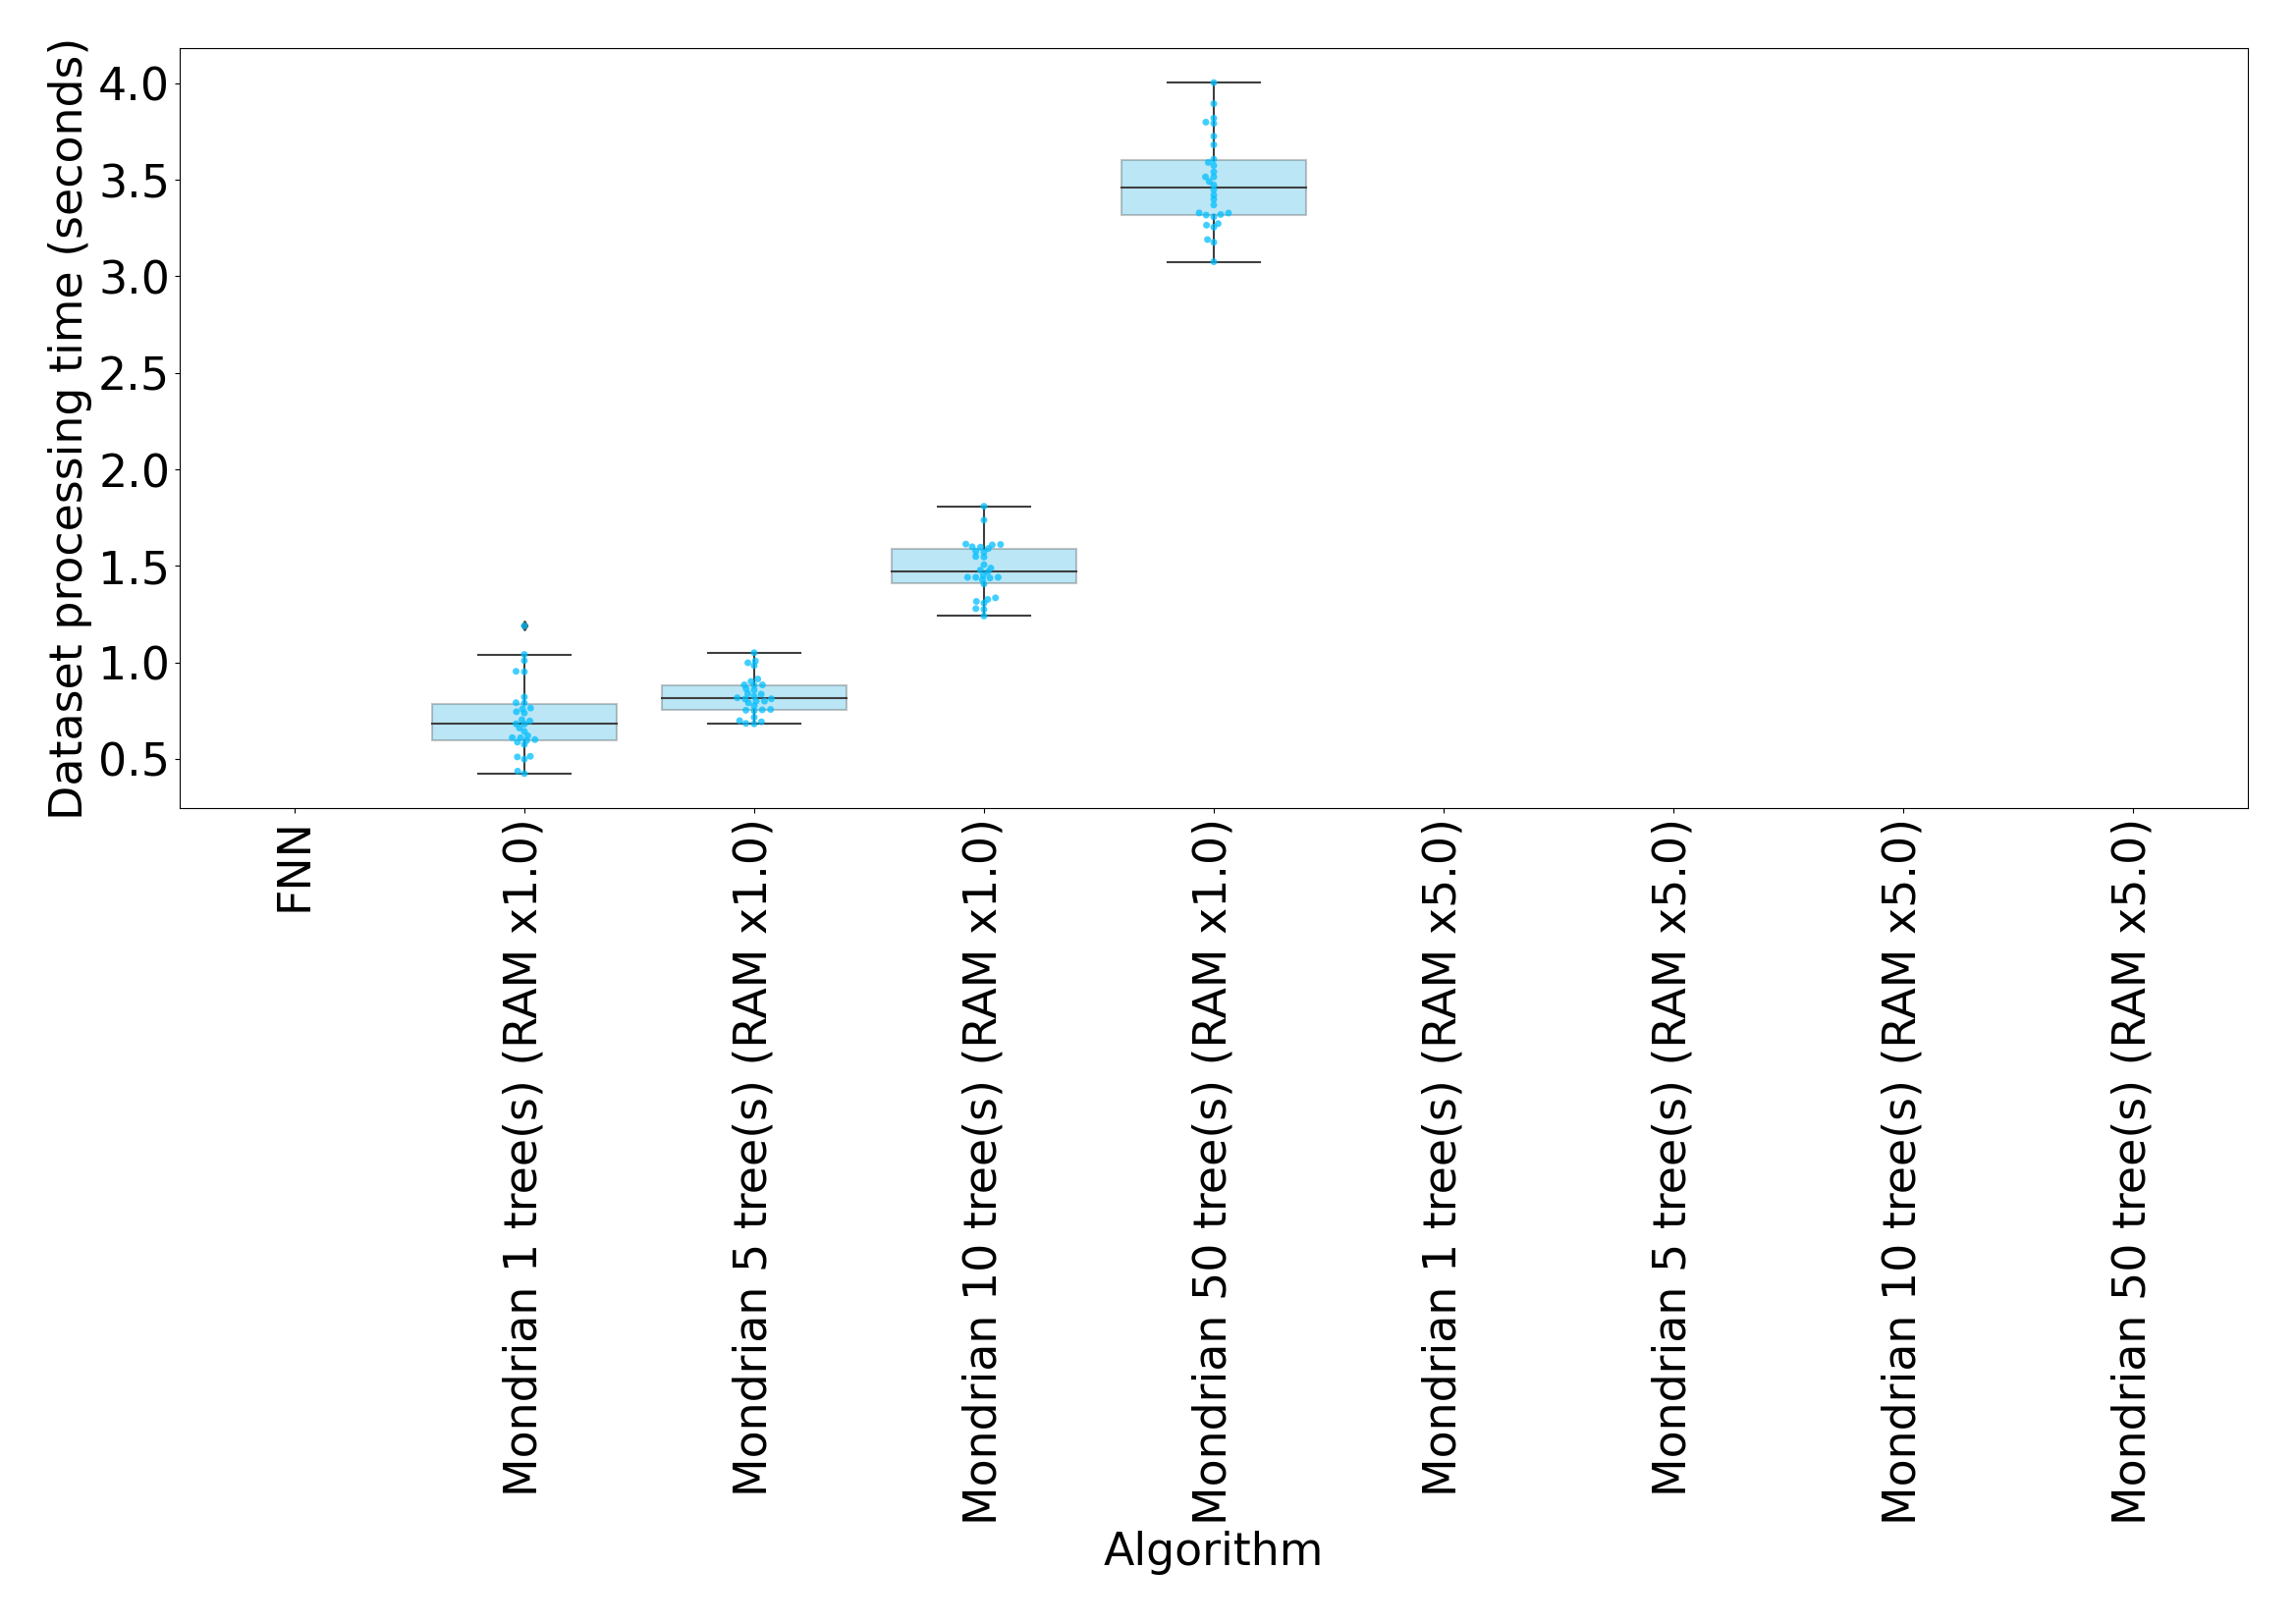 Dataset processing time (seconds)
4.0
3.5
3.0
2.5
2.0
1.5
1.0
0.5
FNN
Mondrian 1 tree(s) (RAM x1.0)
Mondrian 5 tree(s) (RAM x1.0)
Mondrian 10 tree(s) (RAM x1.0)
Mondrian 50 tree(s) (RAM x1.0)
Mondrian 1 tree(s) (RAM x5.0)
Mondrian 5 tree(s) (RAM x5.0)
Mondrian 10 tree(s) (RAM x5.0)
Mondrian 50 tree(s) (RAM x5.0)
Algorithm